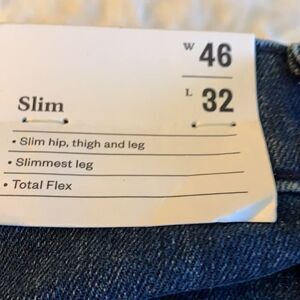 W 46
L 32
Slim
• Slim hip, thigh and leg
• Slimmest leg
• Total Flex